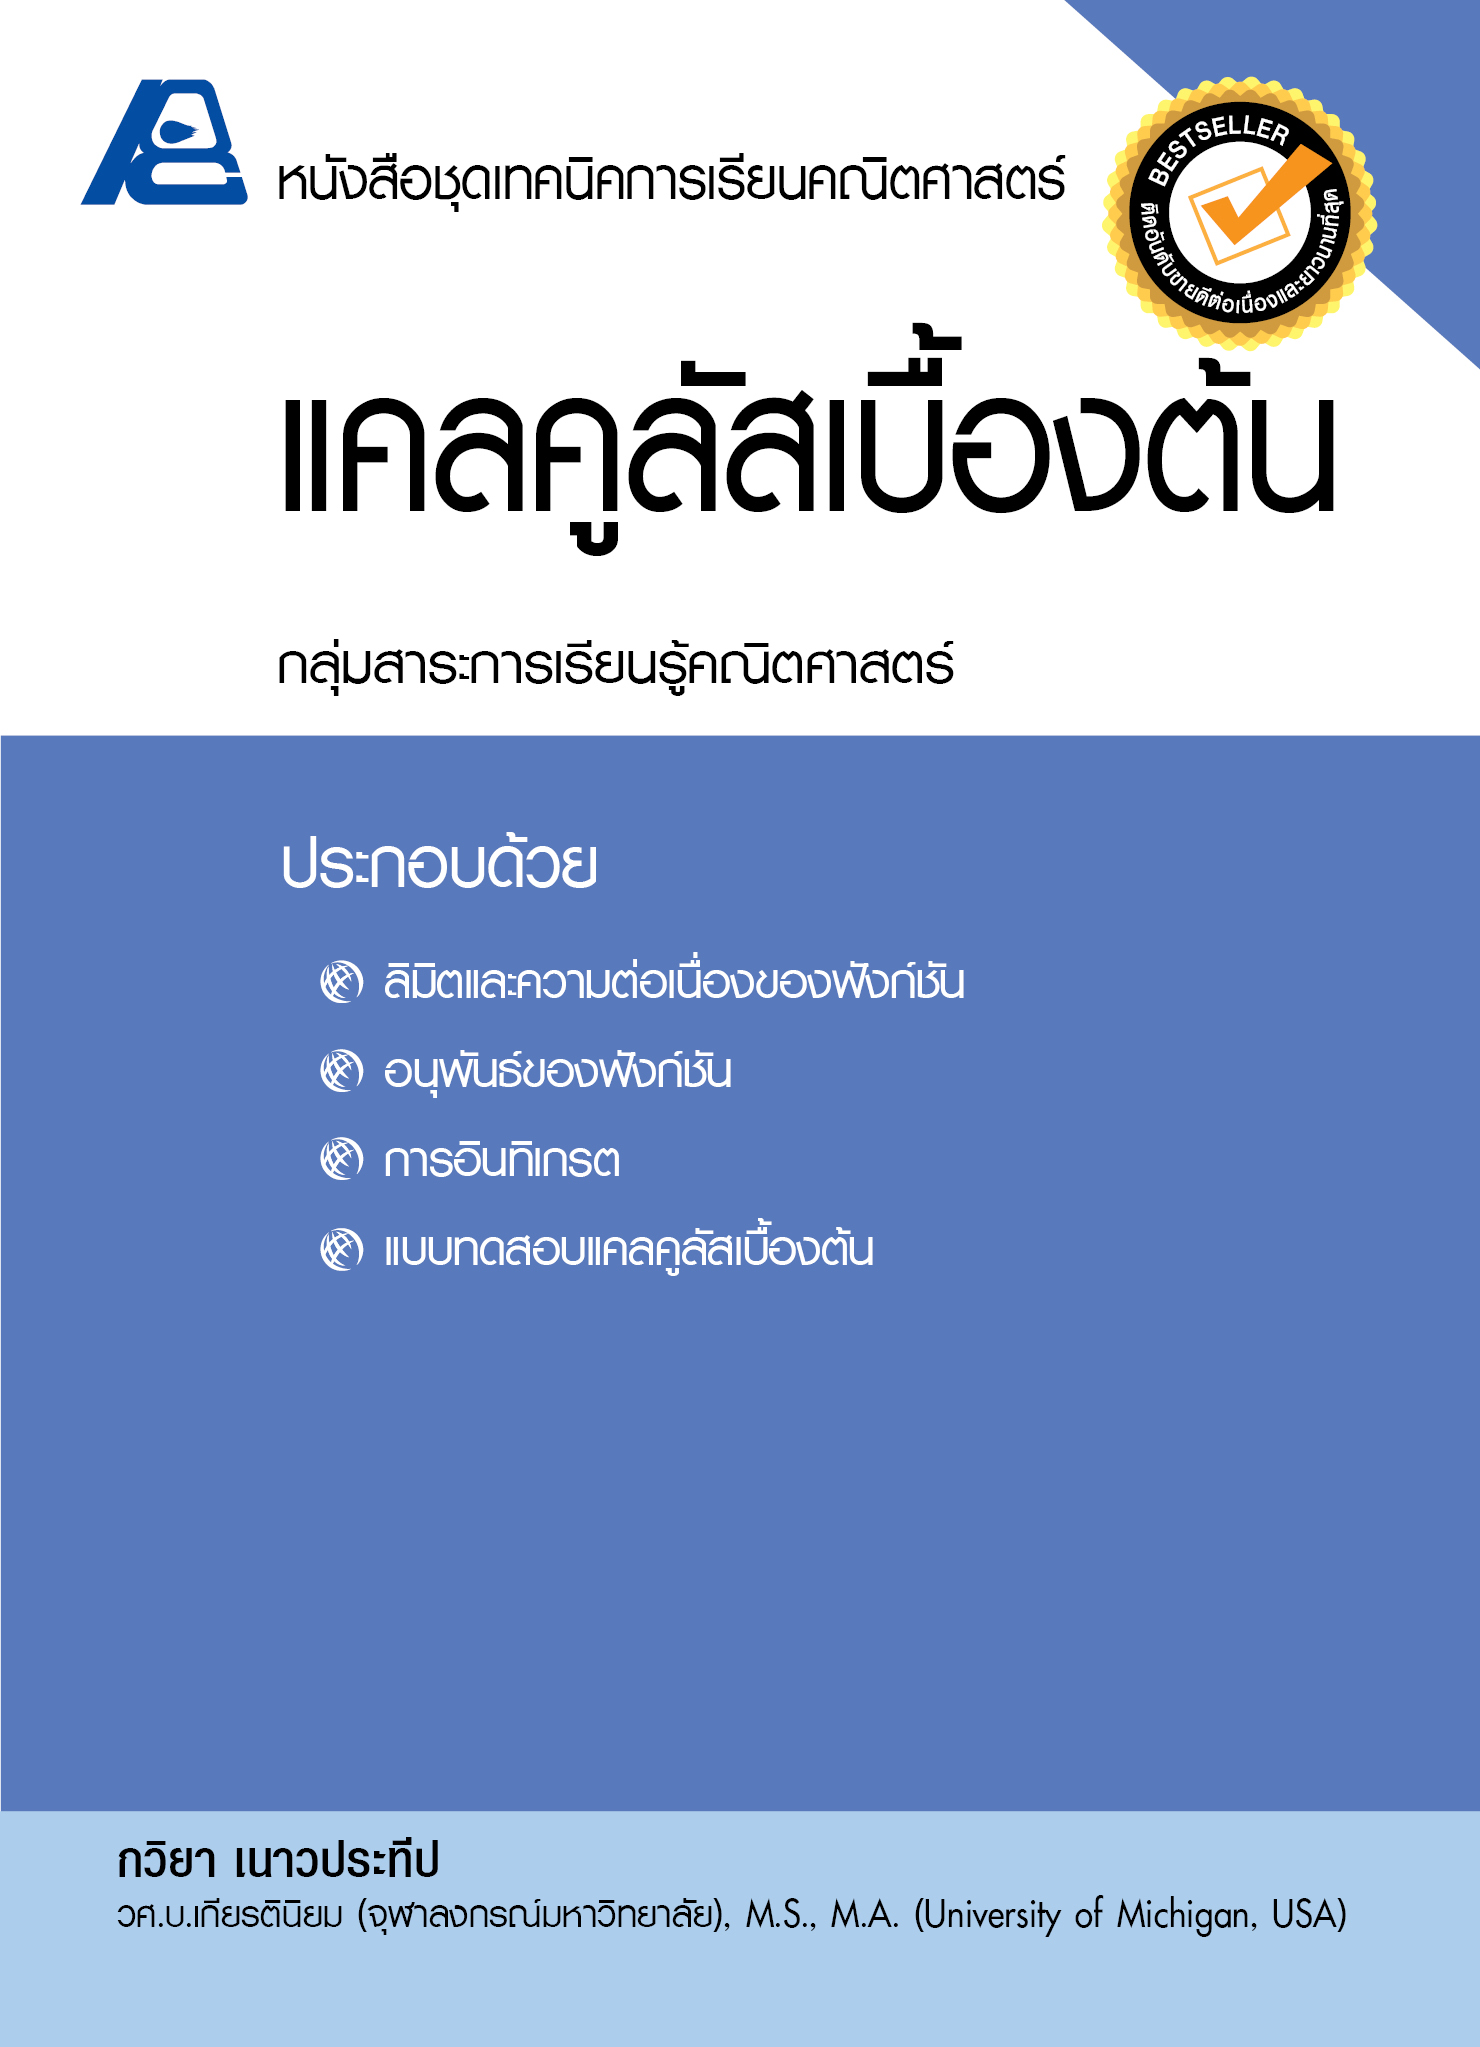 หนังสือชุดเทคนิคการเรียนคณิตศาสตร์
BESTSELLER
ติดอันดับขายดีต่อเนื่องและยาวนานที่สุด
แคลคูลัสเบื้องต้น
กลุ่มสาระการเรียนรู้คณิตศาสตร์
ประกอบด้วย
ลิมิตและความต่อเนื่องของฟังก์ชัน
อนุพันธ์ของฟังก์ชัน
การอินทิเกรต
แบบทดสอบแคลคูลัสเบื้องต้น
กวิยา เนาวประทีป
วศ.บ.เกียรตินิยม (จุฬาลงกรณ์มหาวิทยาลัย), M.S., M.A. (University of Michigan, USA)